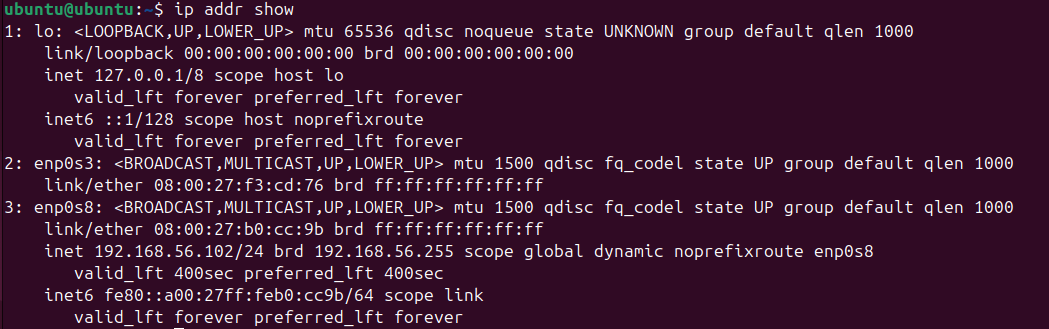 ubuntu@ubuntu:~$ ip addr show
1: lo: <LOOPBACK,UP,LOWER_UP> mtu 65536 qdisc noqueue state UNKNOWN group default qlen 1000
    link/loopback 00:00:00:00:00:00 brd 00:00:00:00:00:00
    inet 127.0.0.1/8 scope host lo
       valid_lft forever preferred_lft forever
    inet6 ::1/128 scope host noprefixroute
       valid_lft forever preferred_lft forever
2: enp0s3: <BROADCAST,MULTICAST,UP,LOWER_UP> mtu 1500 qdisc fq_codel state UP group default qlen 1000
    link/ether 08:00:27:f3:cd:76 brd ff:ff:ff:ff:ff:ff
3: enp0s8: <BROADCAST,MULTICAST,UP,LOWER_UP> mtu 1500 qdisc fq_codel state UP group default qlen 1000
    link/ether 08:00:27:b0:cc:9b brd ff:ff:ff:ff:ff:ff
    inet 192.168.56.102/24 brd 192.168.56.255 scope global dynamic noprefixroute enp0s8
       valid_lft 400sec preferred_lft 400sec
    inet6 fe80::a00:27ff:feb0:cc9b/64 scope link
       valid_lft forever preferred_lft forever